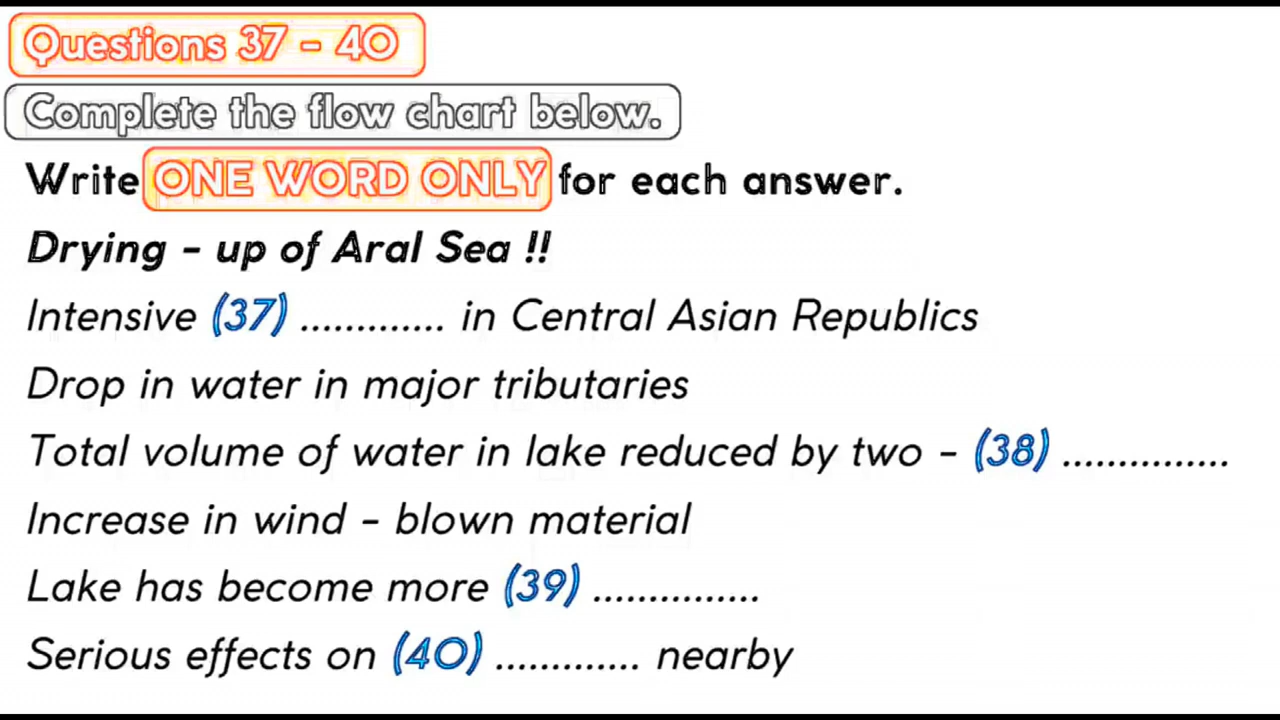 Questions 37 - 40
Complete the flow chart below.
Write ONE WORD ONLY for each answer.
Drying - up of Aral Sea !!
Intensive (37) ............. in Central Asian Republics
Drop in water in major tributaries
Total volume of water in lake reduced by two - (38) ...............
Increase in wind - blown material
Lake has become more (39) ...............
Serious effects on (40) ............. nearby